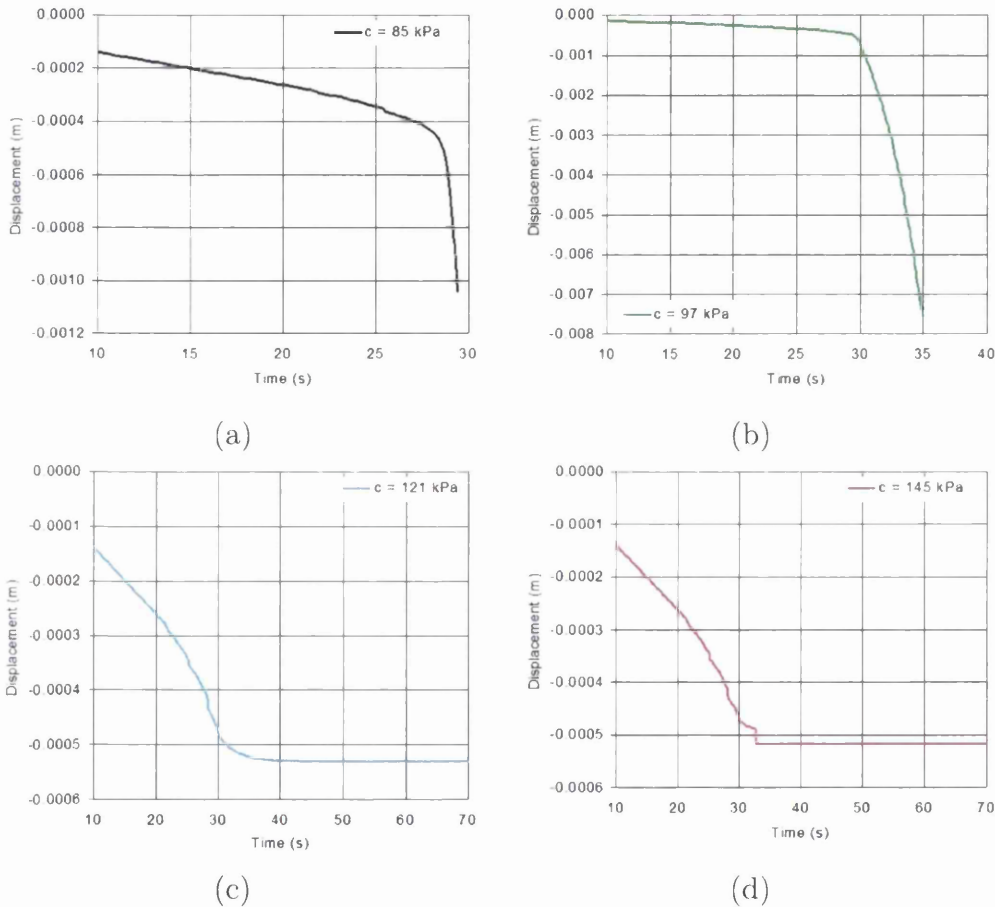 c = 85 kPa
0.0000
-0.0002
-0.0004
-0.0006
-0.0008
-0.0010
-0.0012
Displacement (m)
10 15 20 25 30
Time (s)
(a)
0.000
-0.001
-0.002
-0.003
-0.004
-0.005
-0.006
-0.007
-0.008
Displacement (m)
c = 97 kPa
10 15 20 25 30 35 40
Time (s)
(b)
0.0000
-0.0001
-0.0002
-0.0003
-0.0004
-0.0005
-0.0006
Displacement (m)
c = 121 kPa
10 20 30 40 50 60 70
Time (s)
(c)
0.0000
-0.0001
-0.0002
-0.0003
-0.0004
-0.0005
-0.0006
Displacement (m)
c = 145 kPa
10 20 30 40 50 60 70
Time (s)
(d)